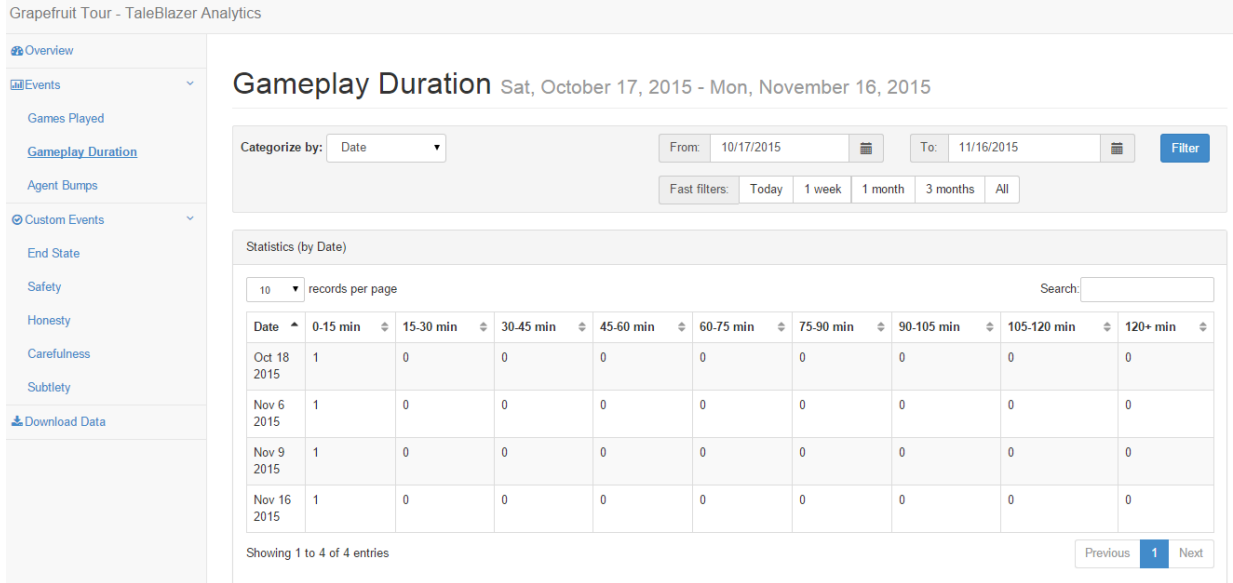 Grapefruit Tour - TaleBlazer Analytics
Overview
Events
Games Played
Gameplay Duration
Agent Bumps
Custom Events
End State
Safety
Honesty
Carefulness
Subtlety
Download Data
Gameplay Duration Sat, October 17, 2015 - Mon, November 16, 2015
Categorize by: Date From: 10/17/2015 To: 11/16/2015 Filter
Fast filters: Today 1 week 1 month 3 months All
Statistics (by Date)
10 records per page Search:
Date 0-15 min 15-30 min 30-45 min 45-60 min 60-75 min 75-90 min 90-105 min 105-120 min 120+ min
Oct 18 1 0 0 0 0 0 0 0 0
2015
Nov 6 1 0 0 0 0 0 0 0 0
2015
Nov 9 1 0 0 0 0 0 0 0 0
2015
Nov 16 1 0 0 0 0 0 0 0 0
2015
Showing 1 to 4 of 4 entries Previous 1 Next